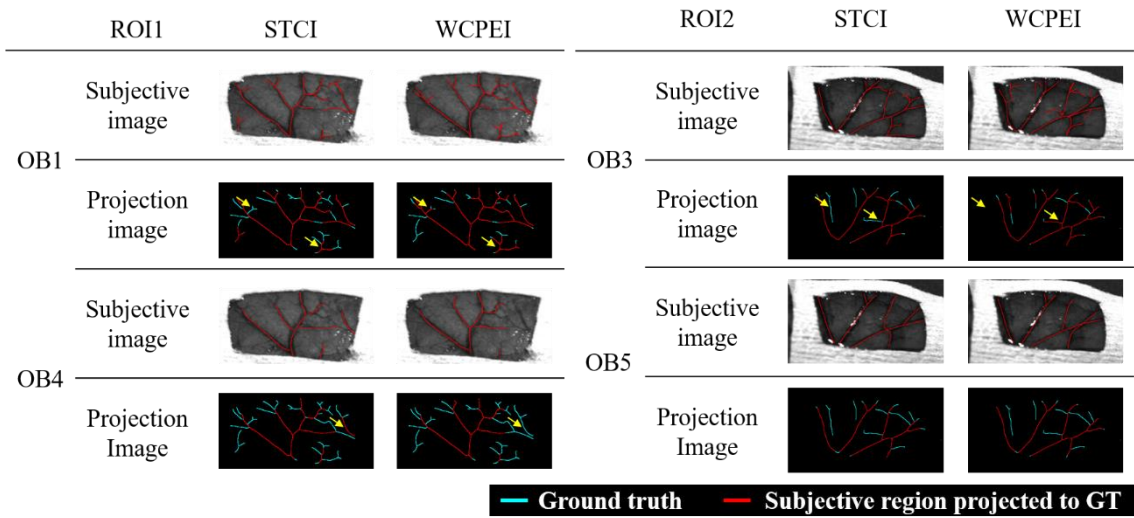 ROI1 STCI WCPEI
Subjective
image
OB1
Projection
image
Subjective
image
OB4
Projection
Image
ROI2 STCI WCPEI
Subjective
image
OB3
Projection
image
Subjective
image
OB5
Projection
Image
Ground truth Subjective region projected to GT